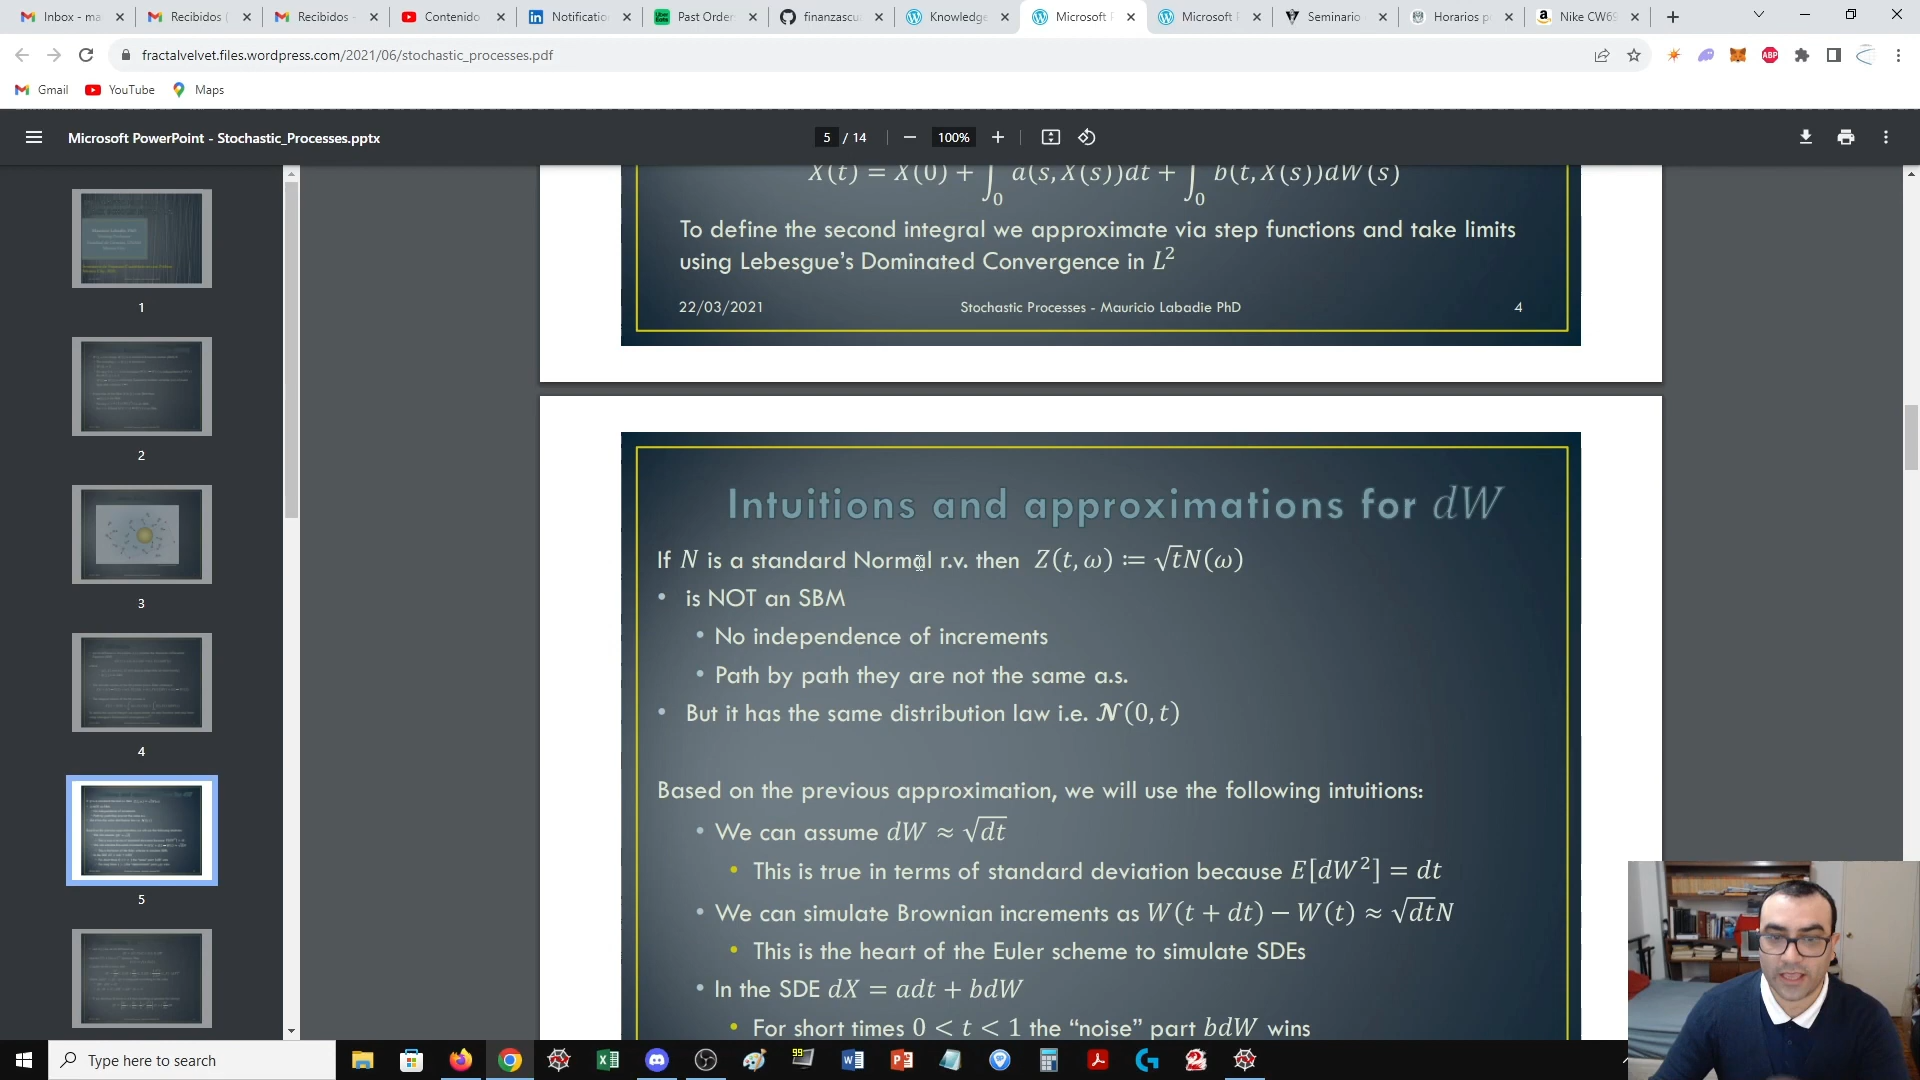 Inbox - ma
Recibidos (
Recibidos -
Contenido
Notificatio
Past Order
finanzascu
Knowledge
Microsoft P
Microsoft P
Seminario
Horarios p
Nike CW69
fractalvelvet.files.wordpress.com/2021/06/stochastic_processes.pdf
Gmail YouTube Maps
Microsoft PowerPoint - Stochastic_Processes.pptx
5 / 14
100%
X(t) = X(0) + ∫₀ a(s, X(s))dt + ∫₀ b(t, X(s))dW(s)
To define the second integral we approximate via step functions and take limits
using Lebesgue's Dominated Convergence in L²
22/03/2021 Stochastic Processes - Mauricio Labadie PhD 4
Intuitions and approximations for dW
If N is a standard Normal r.v. then Z(t, ω) ≔ √tN(ω)
• is NOT an SBM
• No independence of increments
• Path by path they are not the same a.s.
• But it has the same distribution law i.e. 𝓝(0, t)
Based on the previous approximation, we will use the following intuitions:
• We can assume dW ≈ √dt
• This is true in terms of standard deviation because E[dW²] = dt
• We can simulate Brownian increments as W(t + dt) − W(t) ≈ √dtN
• This is the heart of the Euler scheme to simulate SDEs
• In the SDE dX = adt + bdW
• For short times 0 < t < 1 the “noise” part bdW wins
1
2
3
4
5
Type here to search
99